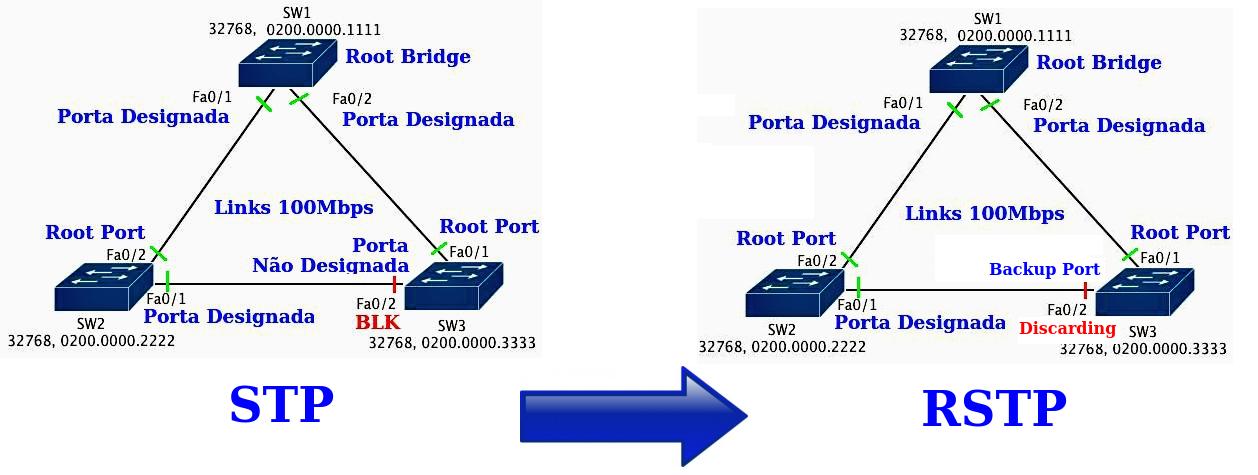 SW1
32768, 0200.0000.1111
Root Bridge
Fa0/1
Fa0/2
Porta Designada
Porta Designada
Links 100Mbps
Root Port
Fa0/2
Root Port
Fa0/1
Porta
Não Designada
Fa0/1
Porta Designada
Fa0/2
BLK
SW2
32768, 0200.0000.2222
SW3
32768, 0200.0000.3333
STP
SW1
32768, 0200.0000.1111
Root Bridge
Fa0/1
Fa0/2
Porta Designada
Porta Designada
Links 100Mbps
Root Port
Fa0/2
Root Port
Fa0/1
Backup Port
Fa0/1
Porta Designada
Fa0/2
Discarding
SW2
32768, 0200.0000.2222
SW3
32768, 0200.0000.3333
RSTP